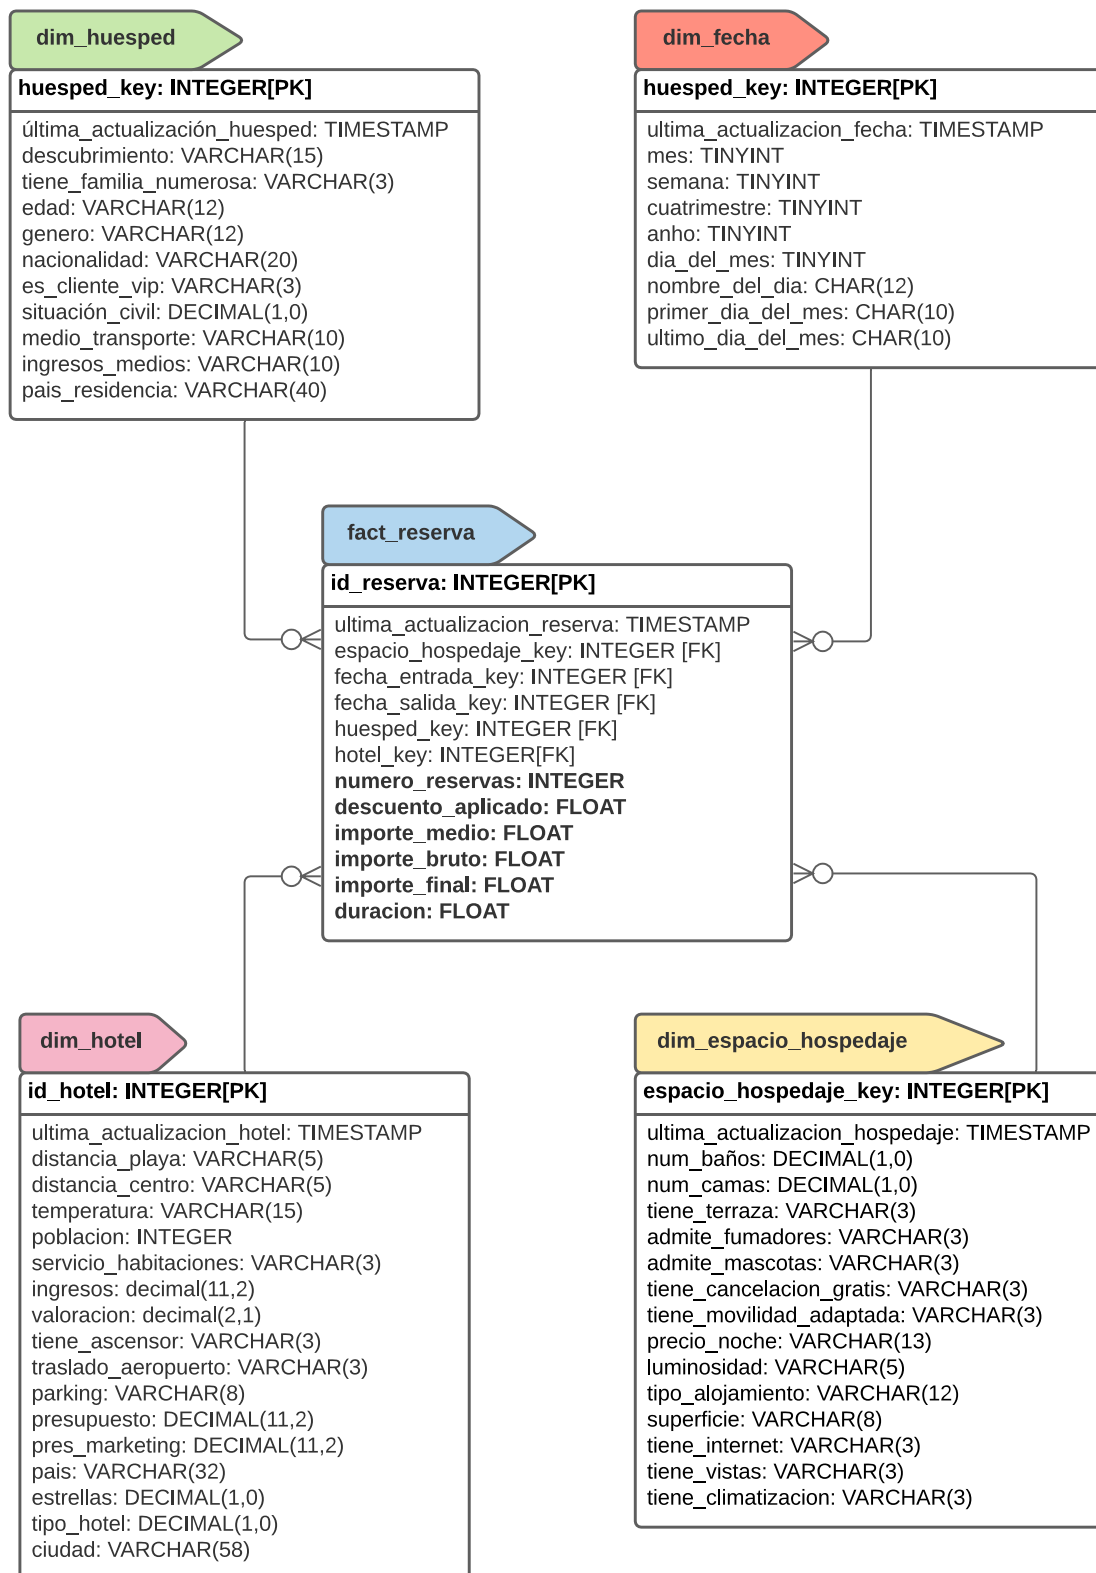 dim_huesped
huesped_key: INTEGER[PK]
última_actualización_huesped: TIMESTAMP
descubrimiento: VARCHAR(15)
tiene_familia_numerosa: VARCHAR(3)
edad: VARCHAR(12)
genero: VARCHAR(12)
nacionalidad: VARCHAR(20)
es_cliente_vip: VARCHAR(3)
situación_civil: DECIMAL(1,0)
medio_transporte: VARCHAR(10)
ingresos_medios: VARCHAR(10)
pais_residencia: VARCHAR(40)
dim_fecha
huesped_key: INTEGER[PK]
ultima_actualizacion_fecha: TIMESTAMP
mes: TINYINT
semana: TINYINT
cuatrimestre: TINYINT
anho: TINYINT
dia_del_mes: TINYINT
nombre_del_dia: CHAR(12)
primer_dia_del_mes: CHAR(10)
ultimo_dia_del_mes: CHAR(10)
fact_reserva
id_reserva: INTEGER[PK]
ultima_actualizacion_reserva: TIMESTAMP
espacio_hospedaje_key: INTEGER [FK]
fecha_entrada_key: INTEGER [FK]
fecha_salida_key: INTEGER [FK]
huesped_key: INTEGER [FK]
hotel_key: INTEGER[FK]
numero_reservas: INTEGER
descuento_aplicado: FLOAT
importe_medio: FLOAT
importe_bruto: FLOAT
importe_final: FLOAT
duracion: FLOAT
dim_hotel
id_hotel: INTEGER[PK]
ultima_actualizacion_hotel: TIMESTAMP
distancia_playa: VARCHAR(5)
distancia_centro: VARCHAR(5)
temperatura: VARCHAR(15)
poblacion: INTEGER
servicio_habitaciones: VARCHAR(3)
ingresos: decimal(11,2)
valoracion: decimal(2,1)
tiene_ascensor: VARCHAR(3)
traslado_aeropuerto: VARCHAR(3)
parking: VARCHAR(8)
presupuesto: DECIMAL(11,2)
pres_marketing: DECIMAL(11,2)
pais: VARCHAR(32)
estrellas: DECIMAL(1,0)
tipo_hotel: DECIMAL(1,0)
ciudad: VARCHAR(58)
dim_espacio_hospedaje
espacio_hospedaje_key: INTEGER[PK]
ultima_actualizacion_hospedaje: TIMESTAMP
num_baños: DECIMAL(1,0)
num_camas: DECIMAL(1,0)
tiene_terraza: VARCHAR(3)
admite_fumadores: VARCHAR(3)
admite_mascotas: VARCHAR(3)
tiene_cancelacion_gratis: VARCHAR(3)
tiene_movilidad_adaptada: VARCHAR(3)
precio_noche: VARCHAR(13)
luminosidad: VARCHAR(5)
tipo_alojamiento: VARCHAR(12)
superficie: VARCHAR(8)
tiene_internet: VARCHAR(3)
tiene_vistas: VARCHAR(3)
tiene_climatizacion: VARCHAR(3)